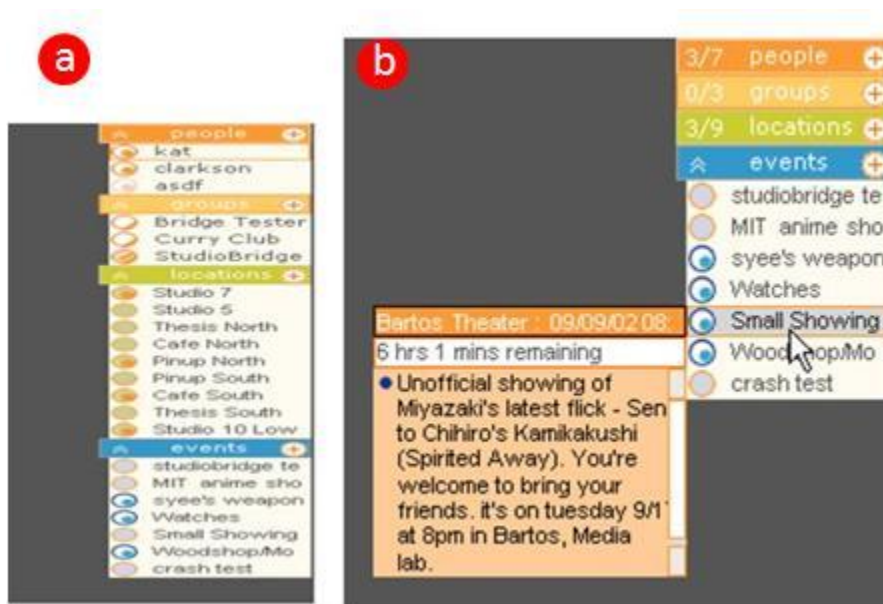 a
people
kat
clarkson
asdf
groups
Bridge Tester
Curry Club
StudioBridge
locations
Studio 7
Studio 5
Thesis North
Cafe North
Pinup North
Pinup South
Cafe South
Thesis South
Studio 10 Low
events
studiobridge te
MIT anime sho
syee's weapon
Watches
Small Showing
Woodshop/Mo
crash test
b
3/7 people
0/3 groups
3/9 locations
events
studiobridge te
MIT anime sho
syee's weapon
Watches
Small Showing
crash test
Bartos Theater : 09/09/02 08:
6 hrs 1 mins remaining
Unofficial showing of
Miyazaki's latest flick - Sen
to Chihiro's Kamikakushi
(Spirited Away). You're
welcome to bring your
friends. it's on tuesday 9/1
at 8pm in Bartos, Media
lab.